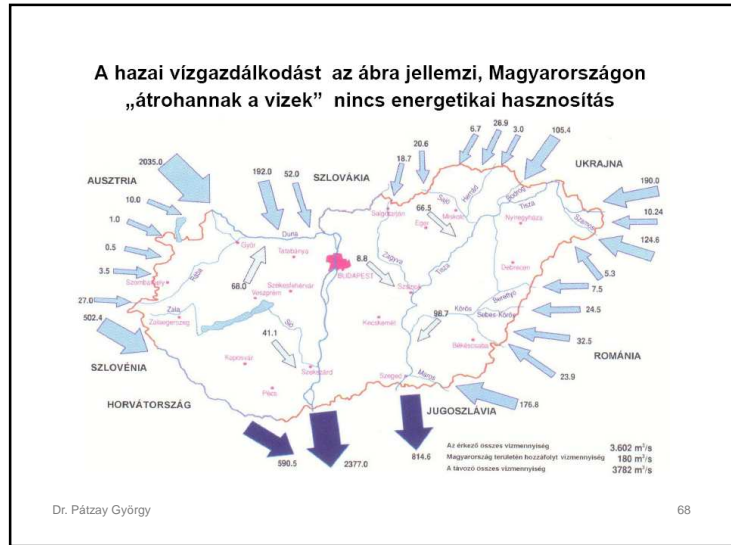 A hazai vízgazdálkodást az ábra jellemzi, Magyarországon
„átrohannak a vizek” nincs energetikai hasznosítás
6.7
26.9
3.0
20.6
105.4
18.7
2035.0
192.0
52.0
SZLOVÁKIA
UKRAJNA
AUSZTRIA
10.0
1.0
0.5
3.5
27.0
502.4
190.0
10.24
124.6
5.3
7.5
24.5
32.5
23.9
176.8
Salgótarján
Sajó
Hernád
Miskolc
Bodrog
Tisza
Szamos
Nyíregyháza
Eger
66.5
Duna
Győr
Tatabánya
Rába
BUDAPEST
Zagyva
8.8
Tisza
Debrecen
Szombathely
68.0
Székesfehérvár
Veszprém
Szolnok
Berettyó
Sebes-Körös
Körös
Zala
Zalaegerszeg
Sió
41.1
Kecskemét
98.7
Békéscsaba
Kaposvár
Szekszárd
Pécs
Szeged
Maros
SZLOVÉNIA
HORVÁTORSZÁG
ROMÁNIA
JUGOSZLÁVIA
590.5
2377.0
814.6
Az érkező összes vízmennyiség 3.602 m³/s
Magyarország területén hozzáfolyt vízmennyiség 180 m³/s
A távozó összes vízmennyiség 3782 m³/s
Dr. Pátzay György
68